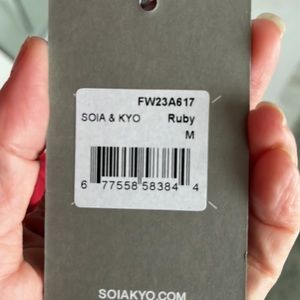 FW23A617
SOIA & KYO Ruby
M
6 77558 58384 4
SOIAKYO.COM